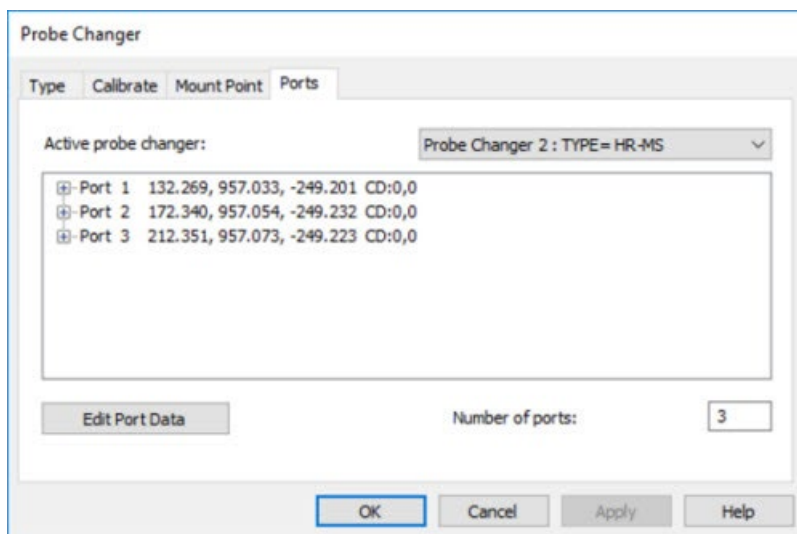 Probe Changer
Type Calibrate Mount Point Ports
Active probe changer: Probe Changer 2 : TYPE= HR-MS
Port 1 132.269, 957.033, -249.201 CD:0,0
Port 2 172.340, 957.054, -249.232 CD:0,0
Port 3 212.351, 957.073, -249.223 CD:0,0
Edit Port Data Number of ports: 3
OK Cancel Apply Help